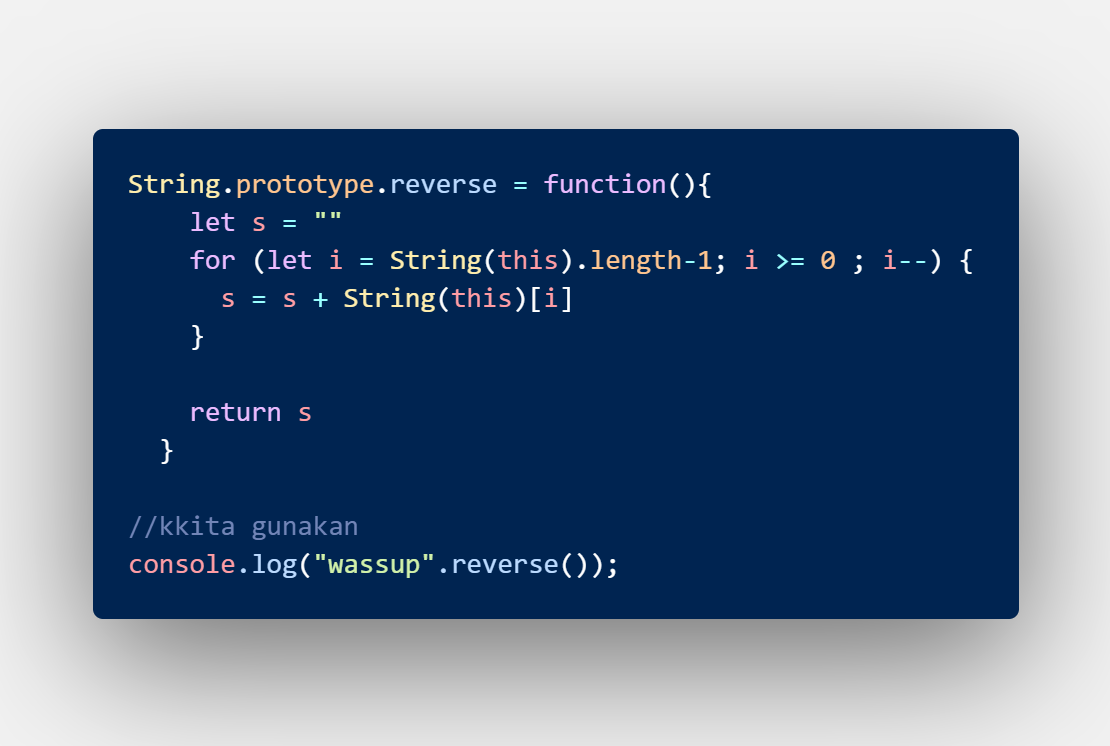 String.prototype.reverse = function(){
    let s = ""
    for (let i = String(this).length-1; i >= 0 ; i--) {
      s = s + String(this)[i]
    }

    return s
  }

//kkita gunakan
console.log("wassup".reverse());